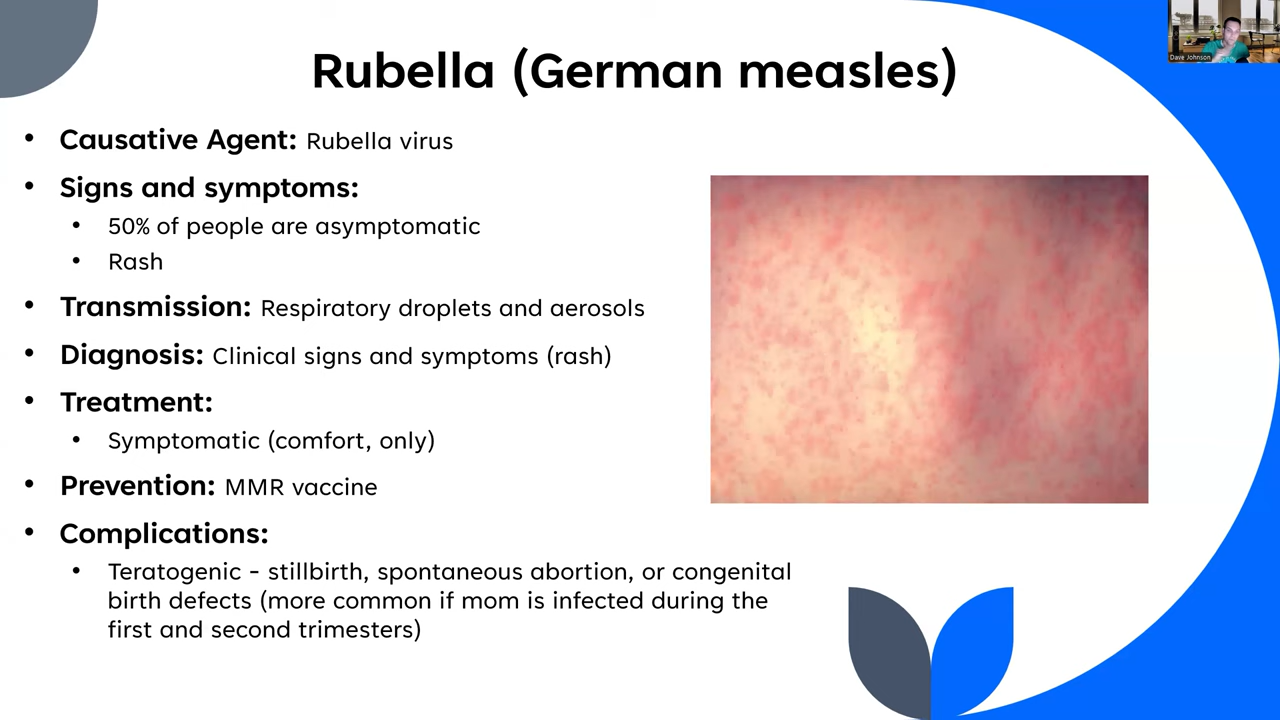 Rubella (German measles)
• Causative Agent: Rubella virus
• Signs and symptoms:
• 50% of people are asymptomatic
• Rash
• Transmission: Respiratory droplets and aerosols
• Diagnosis: Clinical signs and symptoms (rash)
• Treatment:
• Symptomatic (comfort, only)
• Prevention: MMR vaccine
• Complications:
• Teratogenic – stillbirth, spontaneous abortion, or congenital
birth defects (more common if mom is infected during the
first and second trimesters)
Dave Johnson